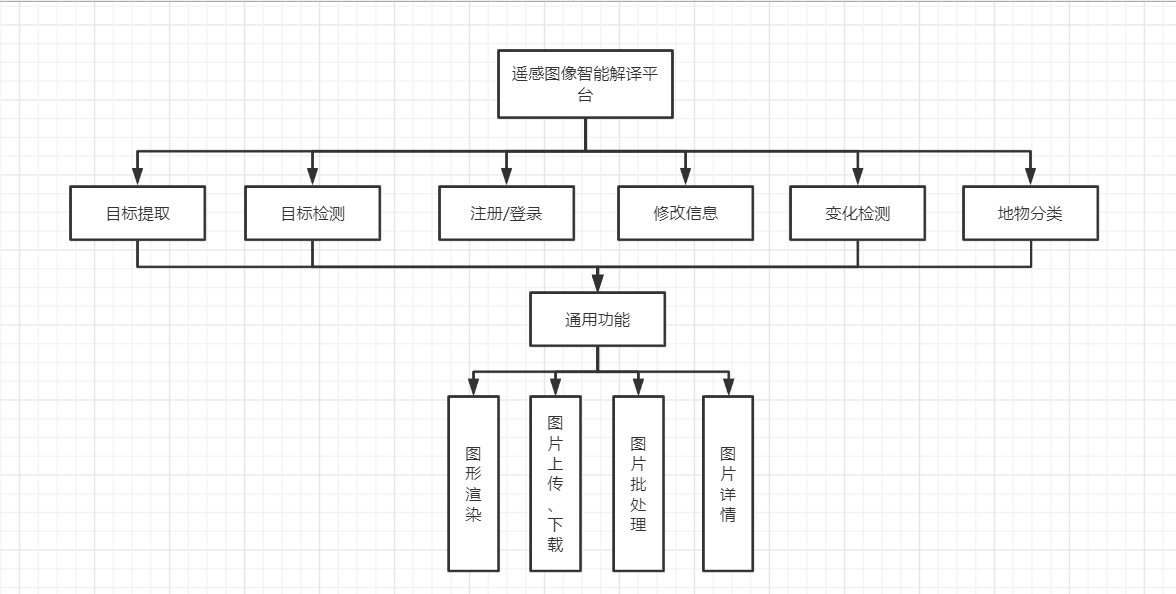 遥感图像智能解译平
台
目标提取
目标检测
注册/登录
修改信息
变化检测
地物分类
通用功能
图形渲染
图片上传、下载
图片批处理
图片详情